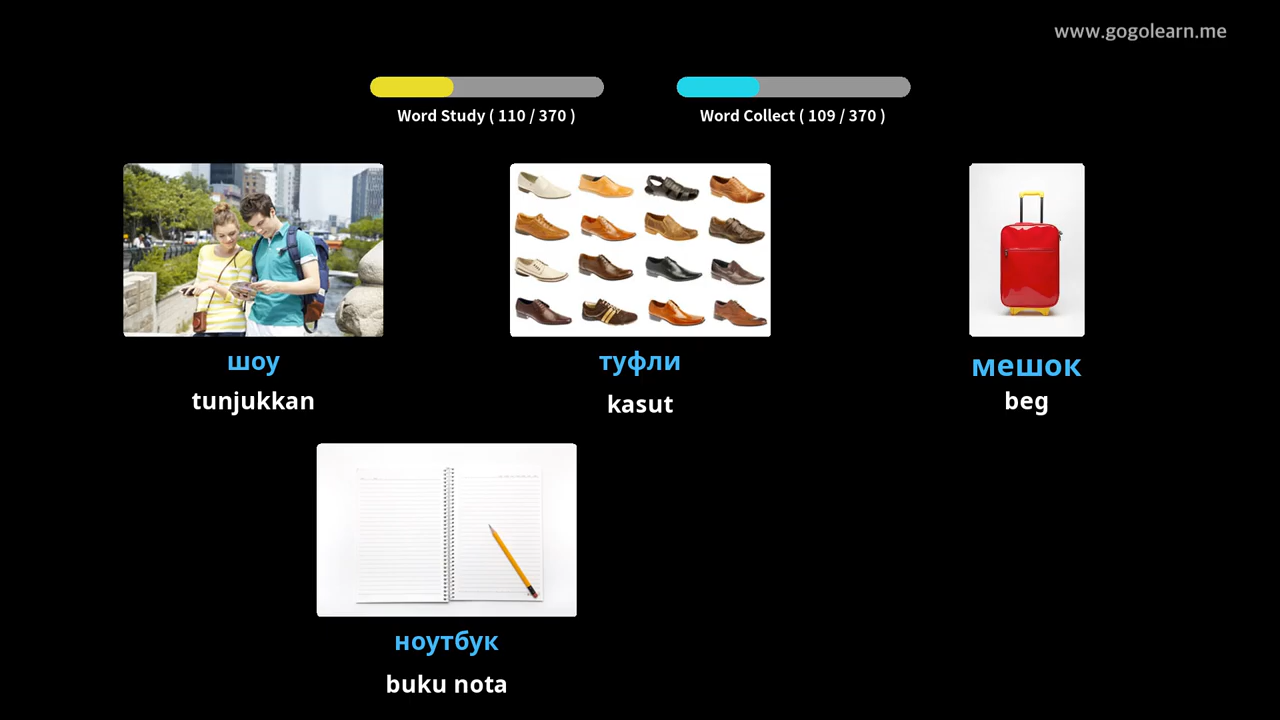 www.gogolearn.me
Word Study ( 110 / 370 )
Word Collect ( 109 / 370 )
шоу
туфли
мешок
tunjukkan
kasut
beg
ноутбук
buku nota